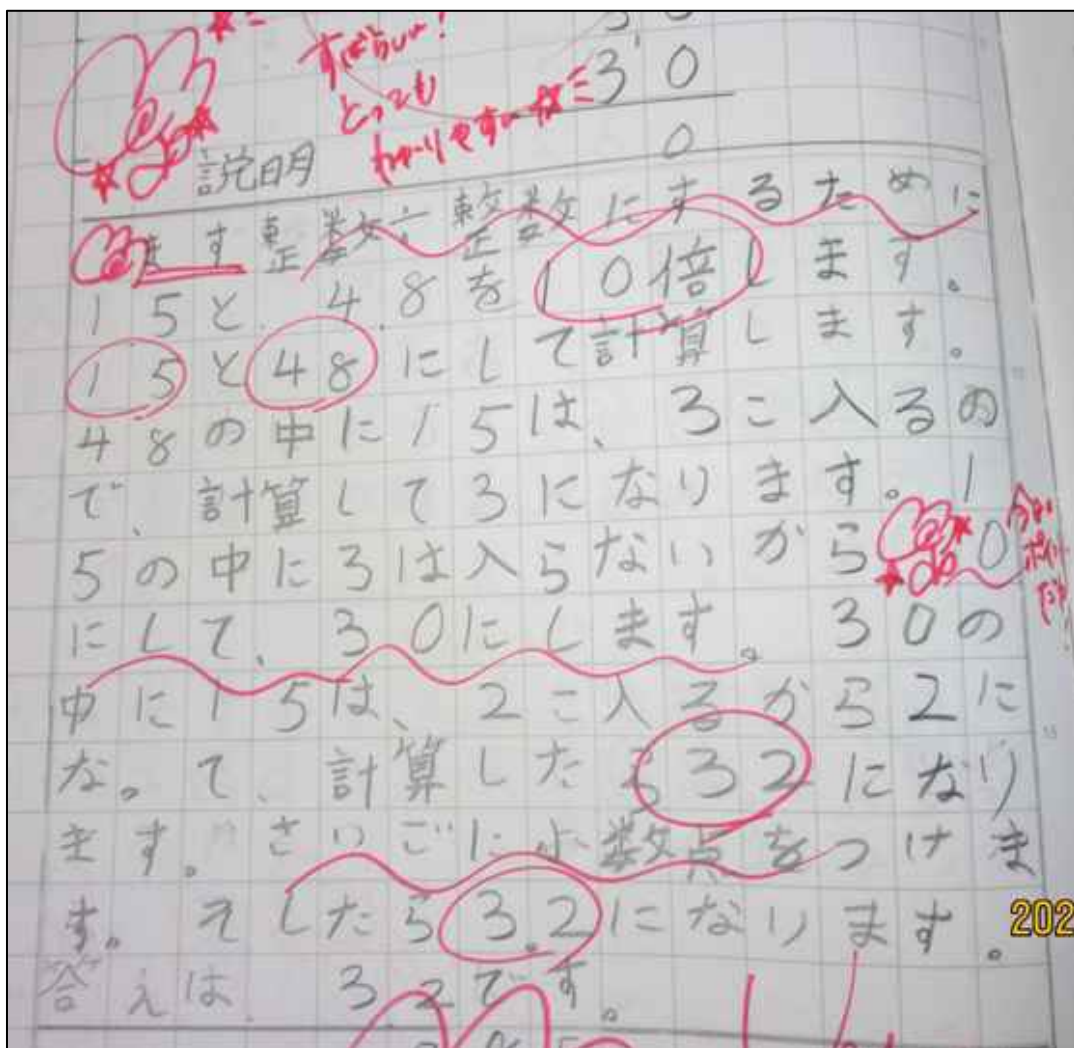 すばらしい!
とっても
わかりやすい
30
0
説明
ます整数÷整数にするために
15と4.8を10倍します。
15と48にして計算します。
48の中に15は、3こ入るの
で、計算して3になります。1
5の中に3は入らないから 0
にして、30にします。30の
中に15は、2こ入るから2に
な。て、計算したら32になり
ます。さいごに小数点をつけま
す。そしたら3.2になります。
答えは、3.2です。
202